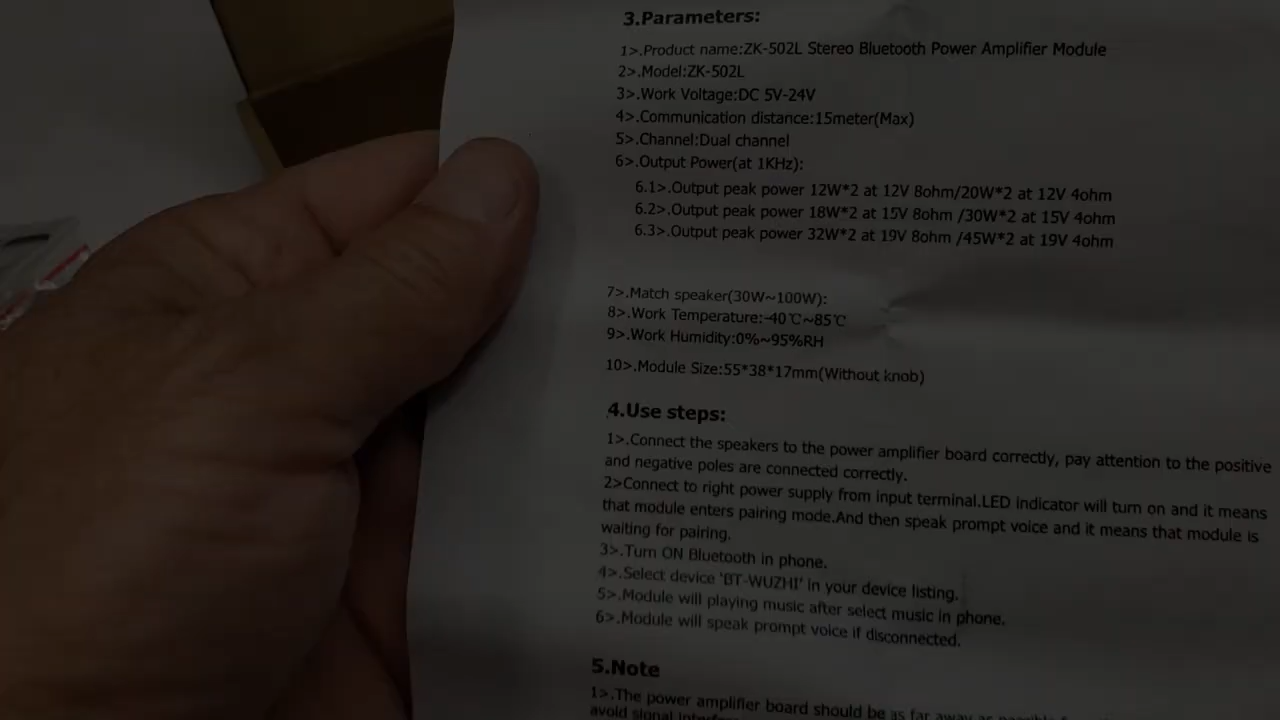 3.Parameters:
1>.Product name:ZK-502L Stereo Bluetooth Power Amplifier Module
2>.Model:ZK-502L
3>.Work Voltage:DC 5V-24V
4>.Communication distance:15meter(Max)
5>.Channel:Dual channel
6>.Output Power(at 1KHz):
6.1>.Output peak power 12W*2 at 12V 8ohm/20W*2 at 12V 4ohm
6.2>.Output peak power 18W*2 at 15V 8ohm /30W*2 at 15V 4ohm
6.3>.Output peak power 32W*2 at 19V 8ohm /45W*2 at 19V 4ohm
7>.Match speaker(30W~100W):
8>.Work Temperature:-40℃~85℃
9>.Work Humidity:0%~95%RH
10>.Module Size:55*38*17mm(Without knob)
4.Use steps:
1>.Connect the speakers to the power amplifier board correctly, pay attention to the positive
and negative poles are connected correctly.
2>Connect to right power supply from input terminal.LED indicator will turn on and it means
that module enters pairing mode.And then speak prompt voice and it means that module is
waiting for pairing.
3>.Turn ON Bluetooth in phone.
4>.Select device 'BT-WUZHI' in your device listing.
5>.Module will playing music after select music in phone.
6>.Module will speak prompt voice if disconnected.
5.Note
1>.The power amplifier board should be as far away as possible
avoid signal